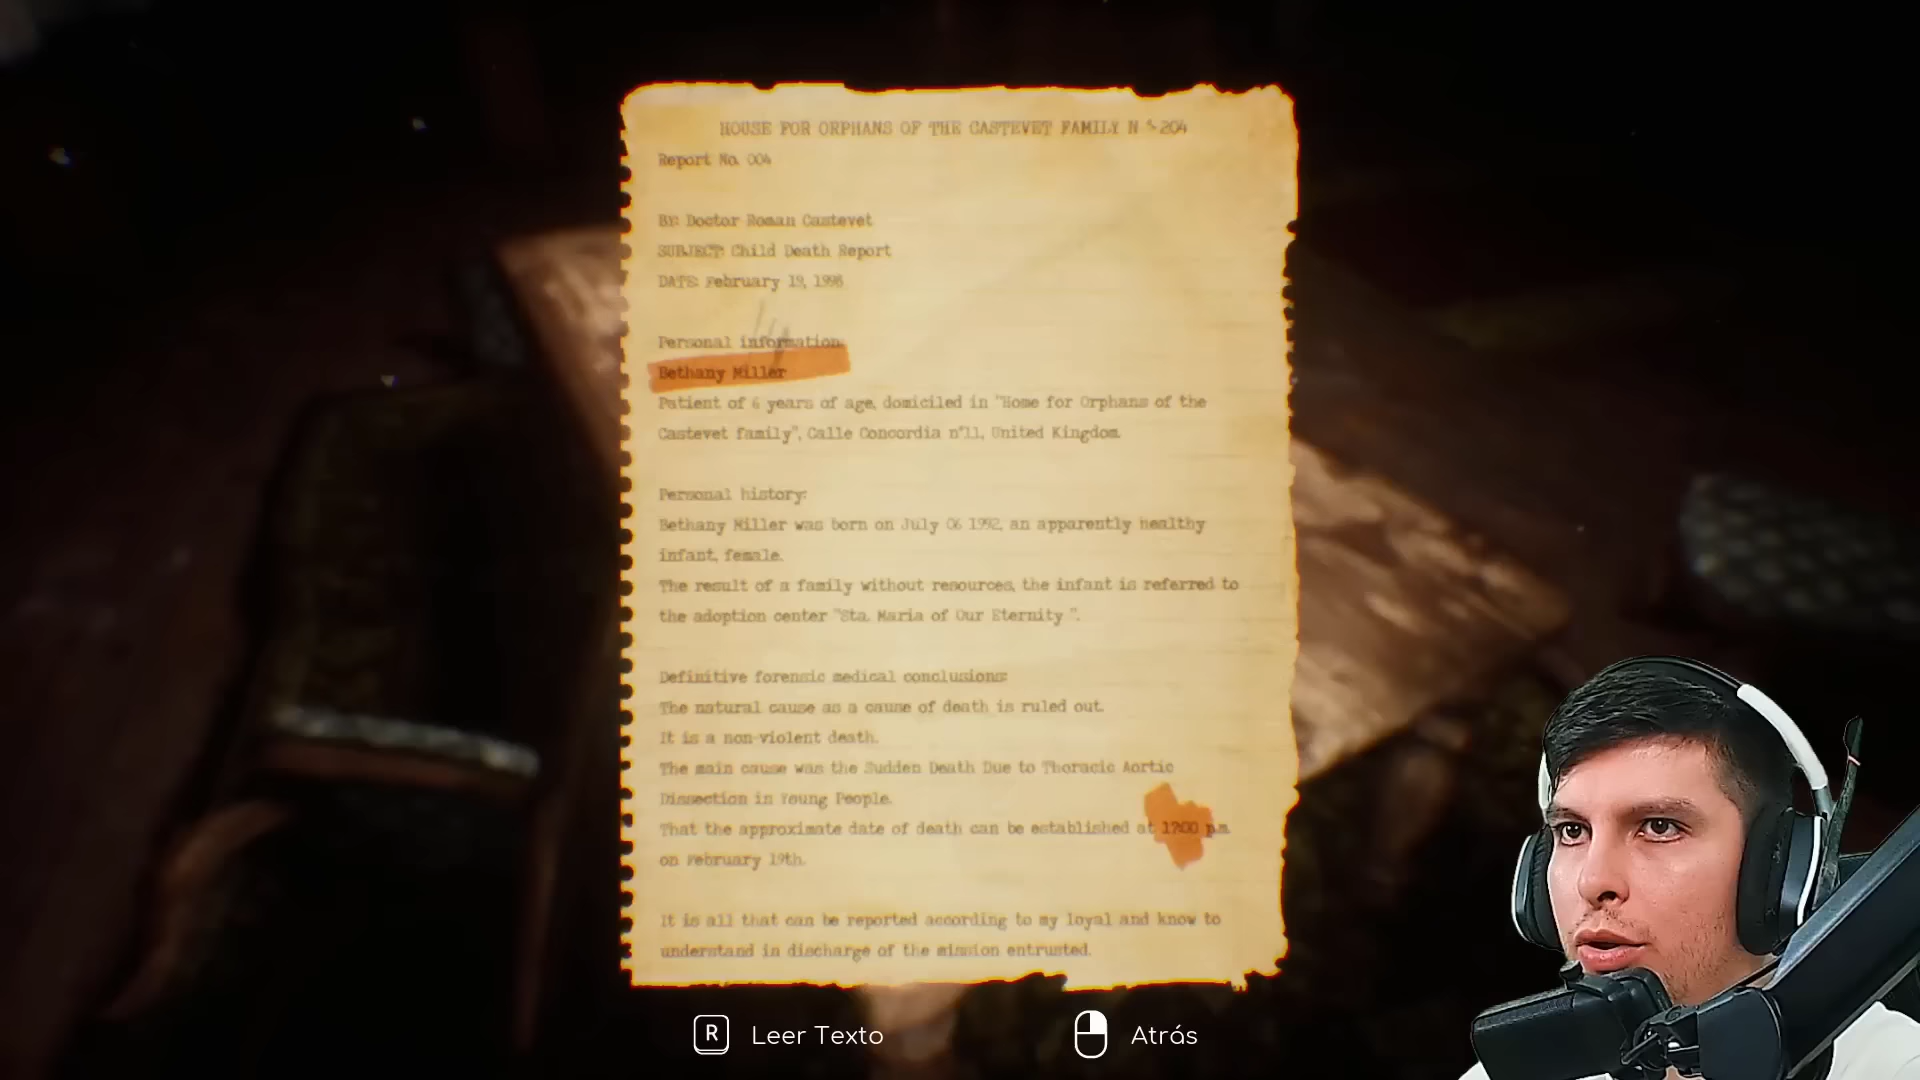 HOUSE FOR ORPHANS OF THE CASTEVET FAMILY N º 204
Report No. 004
BY: Doctor Roman Castevet
SUBJECT: Child Death Report
DATE: February 19, 1998
Personal information:
Bethany Miller
Patient of 6 years of age, domiciled in "Home for Orphans of the
Castevet family", Calle Concordia nº11, United Kingdom.
Personal history:
Bethany Miller was born on July 06 1992, an apparently healthy
infant, female.
The result of a family without resources, the infant is referred to
the adoption center "Sta. Maria of Our Eternity ".
Definitive forensic medical conclusions:
The natural cause as a cause of death is ruled out.
It is a non-violent death.
The main cause was the Sudden Death Due to Thoracic Aortic
Dissection in Young People.
That the approximate date of death can be established at 17:00 p.m.
on February 19th.
It is all that can be reported according to my loyal and know to
understand in discharge of the mission entrusted.
R Leer Texto
Atrás